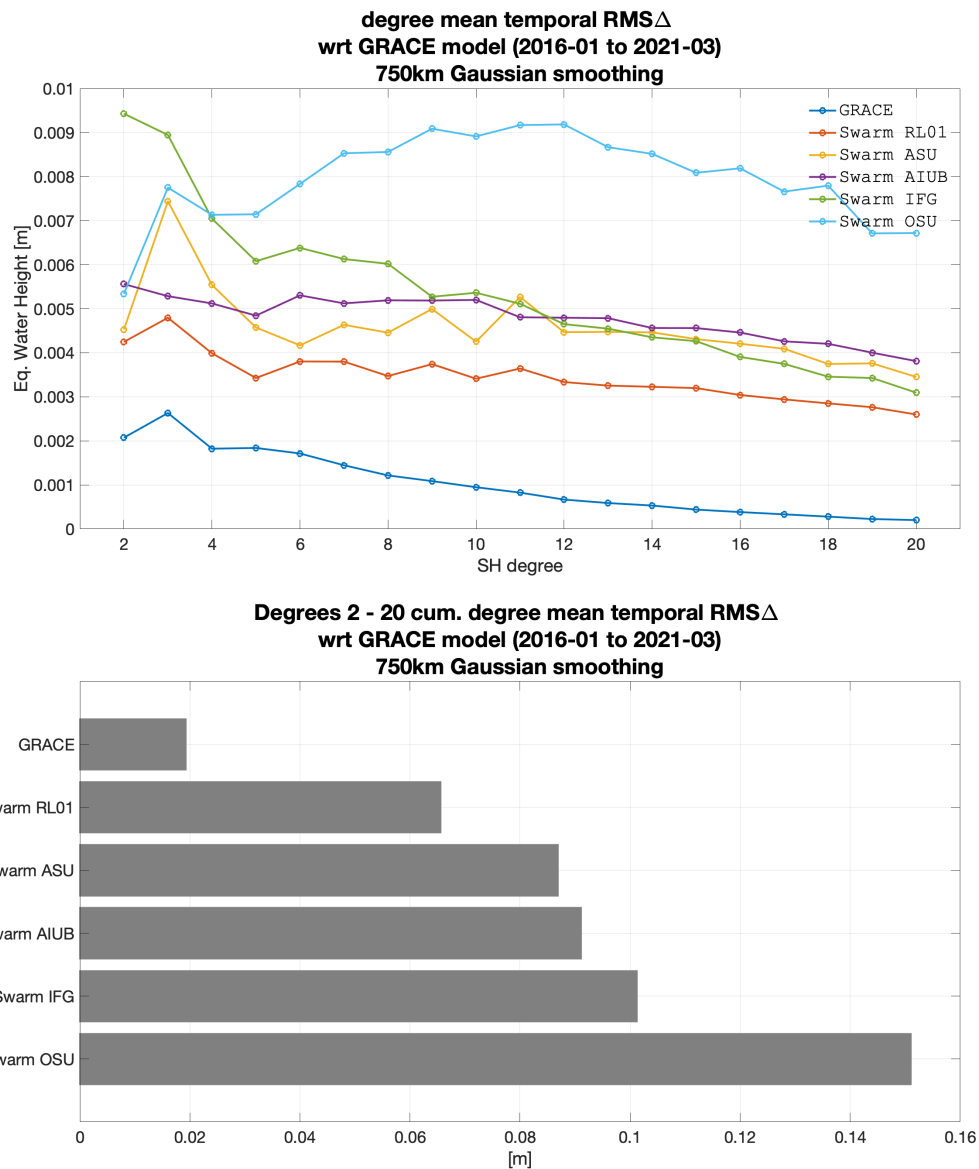 degree mean temporal RMSΔ
wrt GRACE model (2016-01 to 2021-03)
750km Gaussian smoothing
0.01
0.009
0.008
0.007
0.006
0.005
0.004
0.003
0.002
0.001
0
Eq. Water Height [m]
GRACE
Swarm RL01
Swarm ASU
Swarm AIUB
Swarm IFG
Swarm OSU
2 4 6 8 10 12 14 16 18 20
SH degree
Degrees 2 - 20 cum. degree mean temporal RMSΔ
wrt GRACE model (2016-01 to 2021-03)
750km Gaussian smoothing
GRACE
warm RL01
warm ASU
warm AIUB
Swarm IFG
warm OSU
0 0.02 0.04 0.06 0.08 0.1 0.12 0.14 0.16
[m]